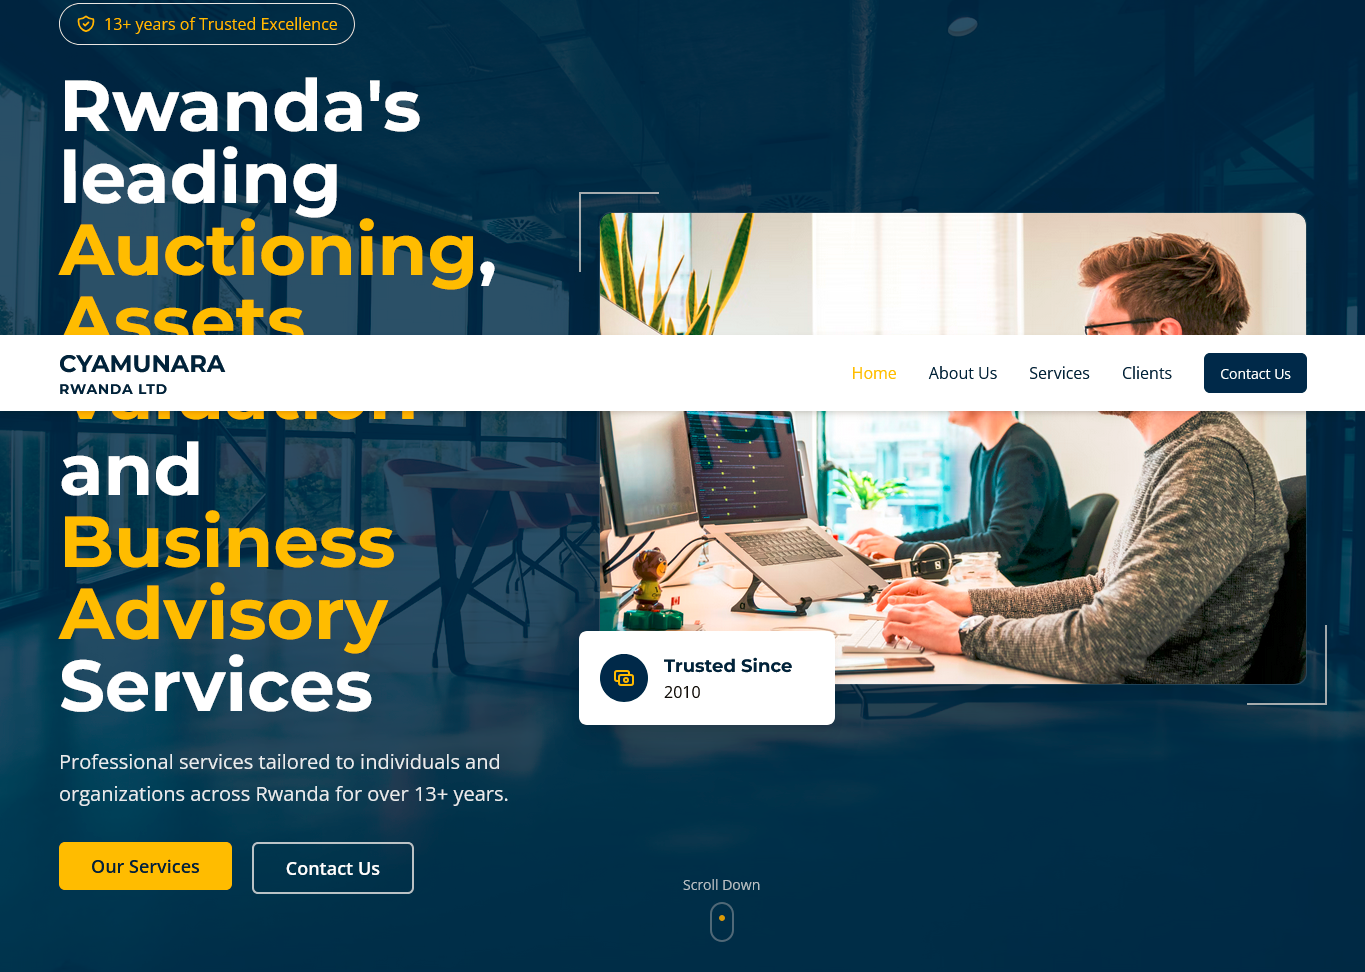 13+ years of Trusted Excellence
Rwanda's
leading
Auctioning,
Assets
Valuation
and
Business
Advisory
Services
CYAMUNARA
RWANDA LTD
Home
About Us
Services
Clients
Contact Us
Trusted Since
2010
Professional services tailored to individuals and
organizations across Rwanda for over 13+ years.
Our Services
Contact Us
Scroll Down